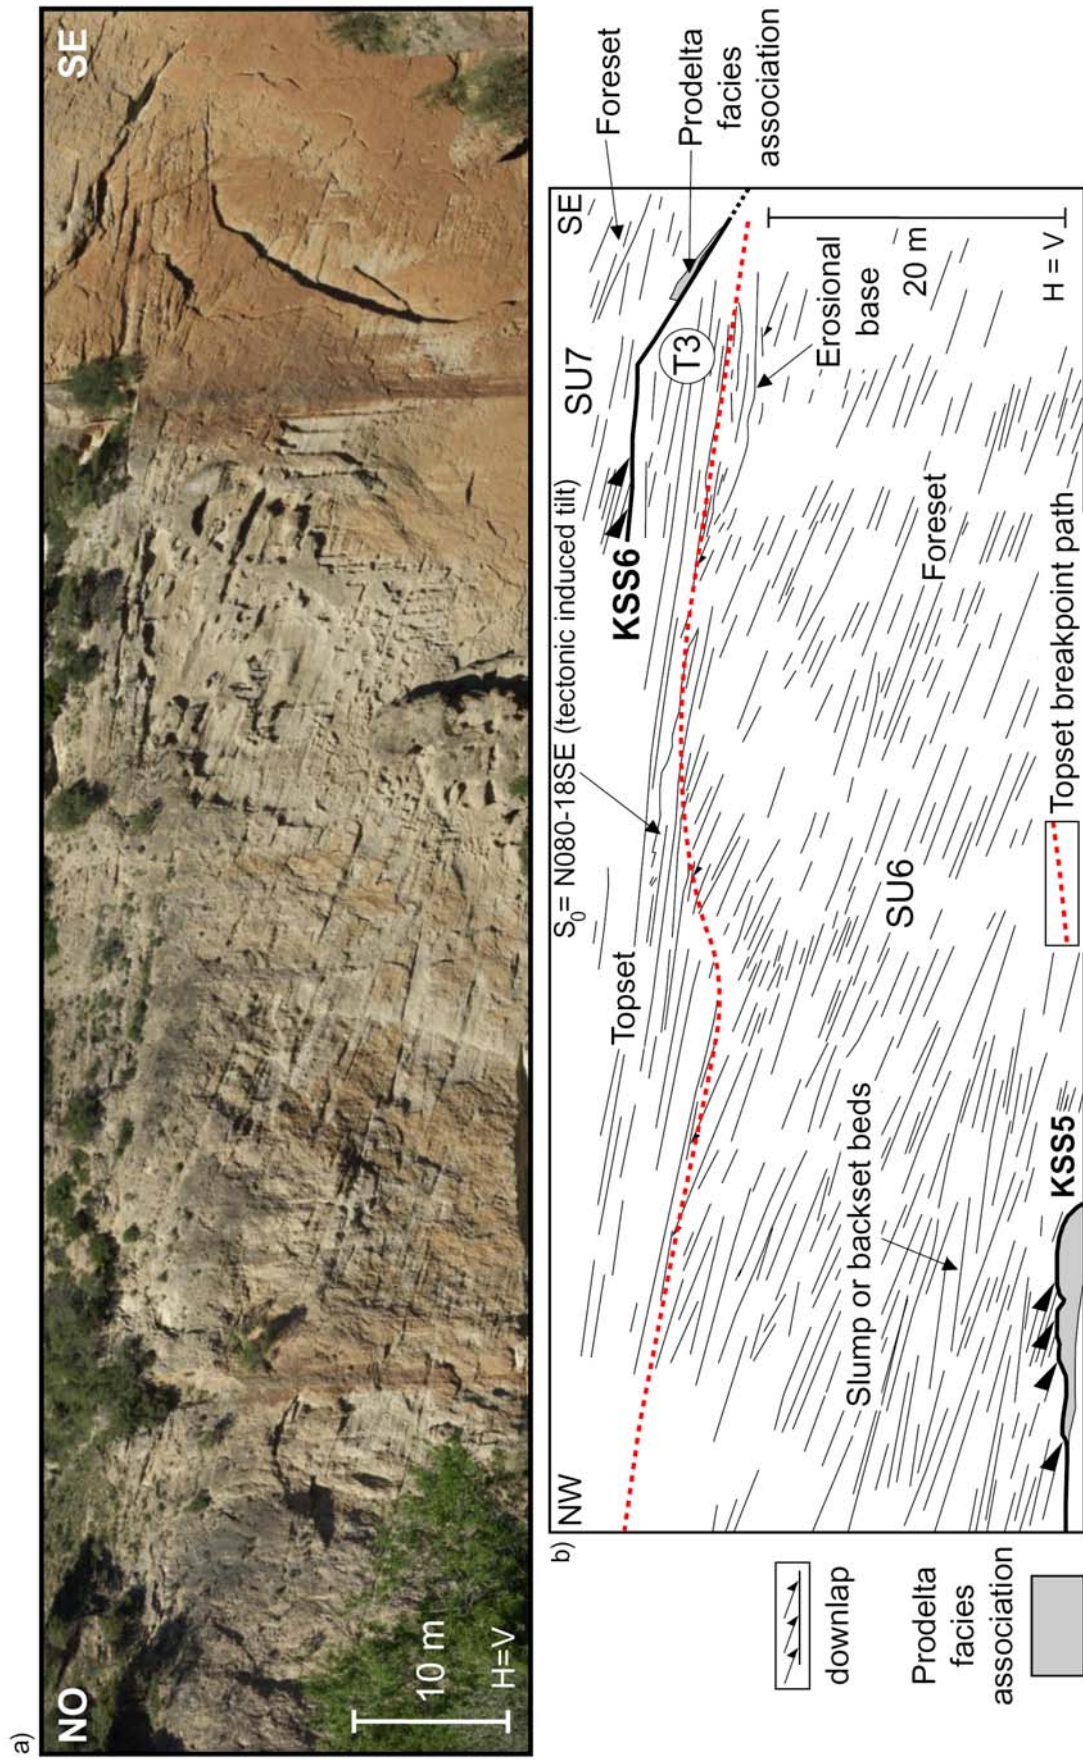 a)
NO
SE
10 m
H=V
b)
NW
S0= N080-18SE (tectonic induced tilt)
SU7
SE
Foreset
Topset
KSS6
T3
Prodelta
facies
association
Erosional
base
20 m
H = V
Slump or backset beds
SU6
Foreset
KSS5
Topset breakpoint path
downlap
Prodelta
facies
association